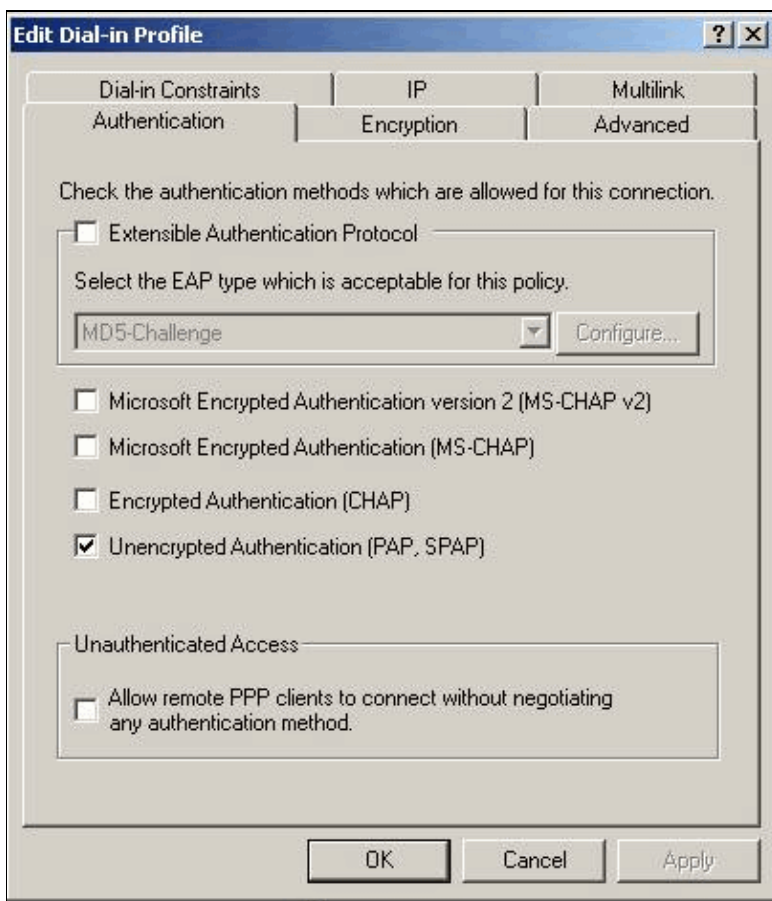 Edit Dial-in Profile
Dial-in Constraints
IP
Multilink
Authentication
Encryption
Advanced
Check the authentication methods which are allowed for this connection.
Extensible Authentication Protocol
Select the EAP type which is acceptable for this policy.
MD5-Challenge
Configure...
Microsoft Encrypted Authentication version 2 (MS-CHAP v2)
Microsoft Encrypted Authentication (MS-CHAP)
Encrypted Authentication (CHAP)
Unencrypted Authentication (PAP, SPAP)
Unauthenticated Access
Allow remote PPP clients to connect without negotiating
any authentication method.
OK
Cancel
Apply